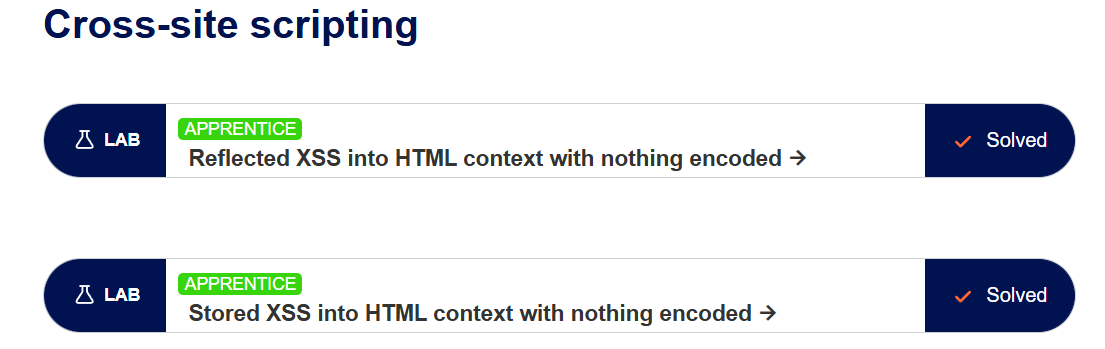 Cross-site scripting
LAB
APPRENTICE
Reflected XSS into HTML context with nothing encoded →
Solved
LAB
APPRENTICE
Stored XSS into HTML context with nothing encoded →
Solved